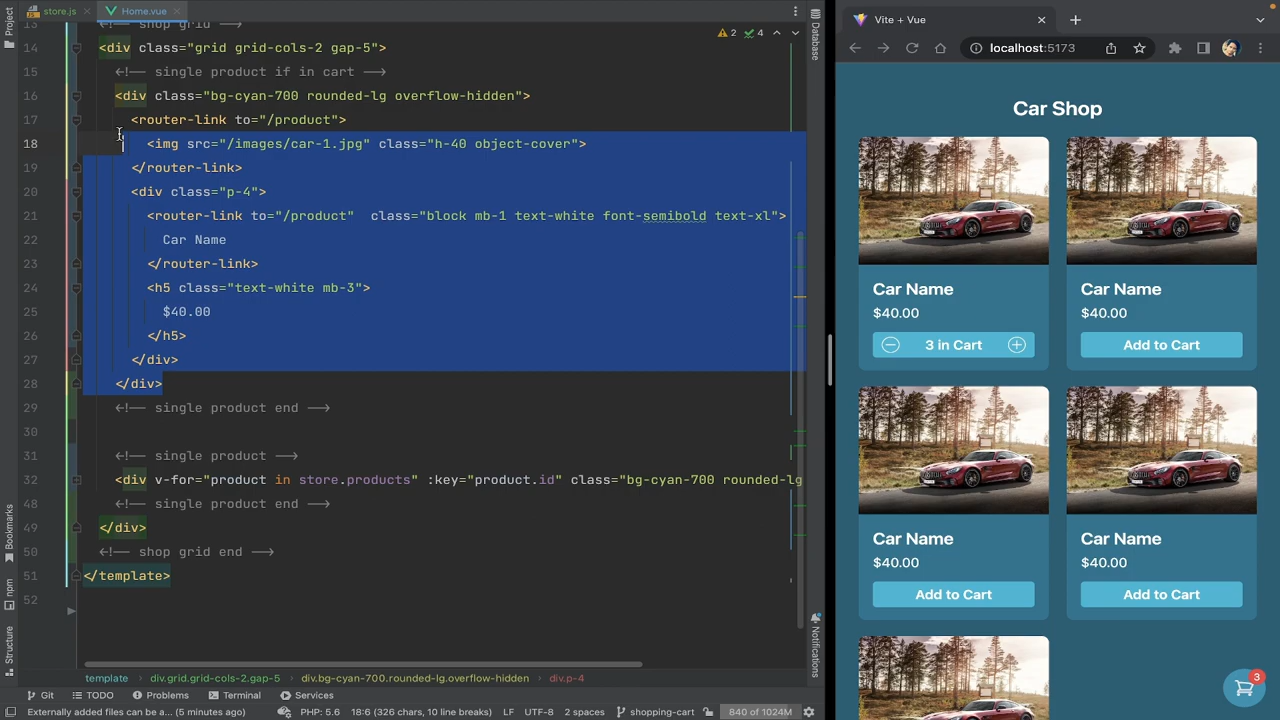 store.js
Home.vue
13
<!-- shop grid -->
2
4
14
<div class="grid grid-cols-2 gap-5">
15
<!-- single product if in cart -->
16
<div class="bg-cyan-700 rounded-lg overflow-hidden">
17
<router-link to="/product">
18
<img src="/images/car-1.jpg" class="h-40 object-cover">
19
</router-link>
20
<div class="p-4">
21
<router-link to="/product"  class="block mb-1 text-white font-semibold text-xl">
22
Car Name
23
</router-link>
24
<h5 class="text-white mb-3">
25
$40.00
26
</h5>
27
</div>
28
</div>
29
<!-- single product end -->
30
31
<!-- single product -->
32
<div v-for="product in store.products" :key="product.id" class="bg-cyan-700 rounded-lg
48
<!-- single product end -->
49
</div>
50
<!-- shop grid end -->
51
</template>
52
Project
Bookmarks
npm
Structure
Database
Notifications
template
div.grid.grid-cols-2.gap-5
div.bg-cyan-700.rounded-lg.overflow-hidden
div.p-4
Git
TODO
Problems
Terminal
Services
Externally added files can be a... (5 minutes ago)
PHP: 5.6
18:6 (326 chars, 10 line breaks)
LF
UTF-8
2 spaces
shopping-cart
840 of 1024M
Vite + Vue
localhost:5173
Car Shop
Car Name
$40.00
3 in Cart
Car Name
$40.00
Add to Cart
Car Name
$40.00
Add to Cart
Car Name
$40.00
Add to Cart
3